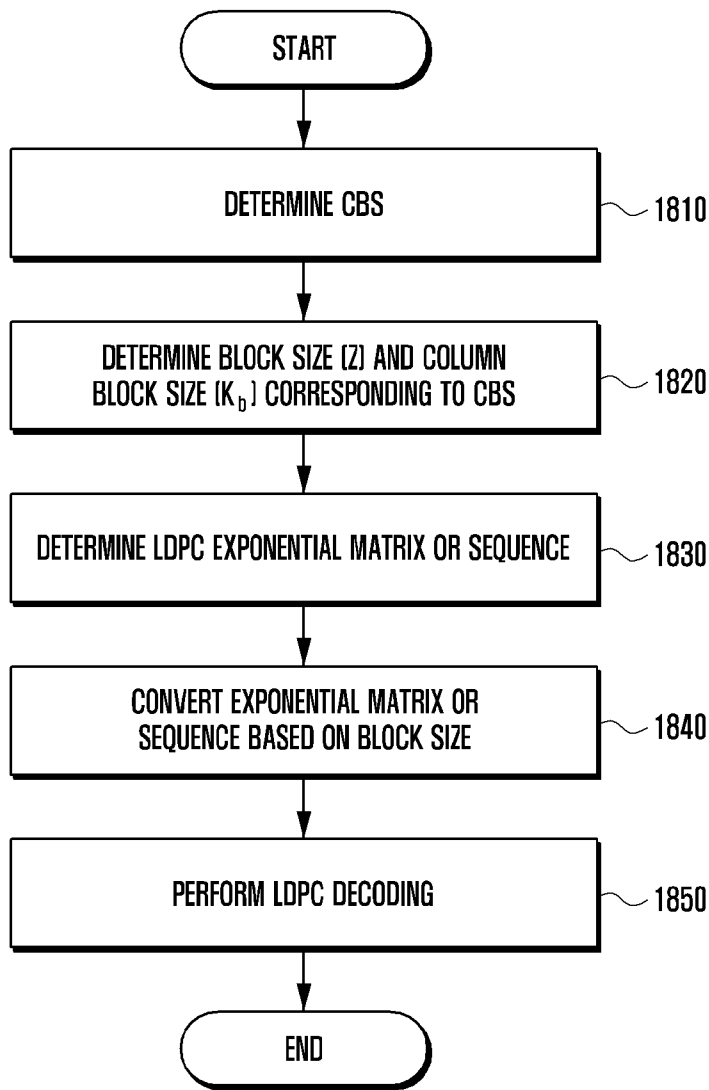 START
DETERMINE CBS
1810
DETERMINE BLOCK SIZE (Z) AND COLUMN
BLOCK SIZE (Kb) CORRESPONDING TO CBS
1820
DETERMINE LDPC EXPONENTIAL MATRIX OR SEQUENCE
1830
CONVERT EXPONENTIAL MATRIX OR
SEQUENCE BASED ON BLOCK SIZE
1840
PERFORM LDPC DECODING
1850
END